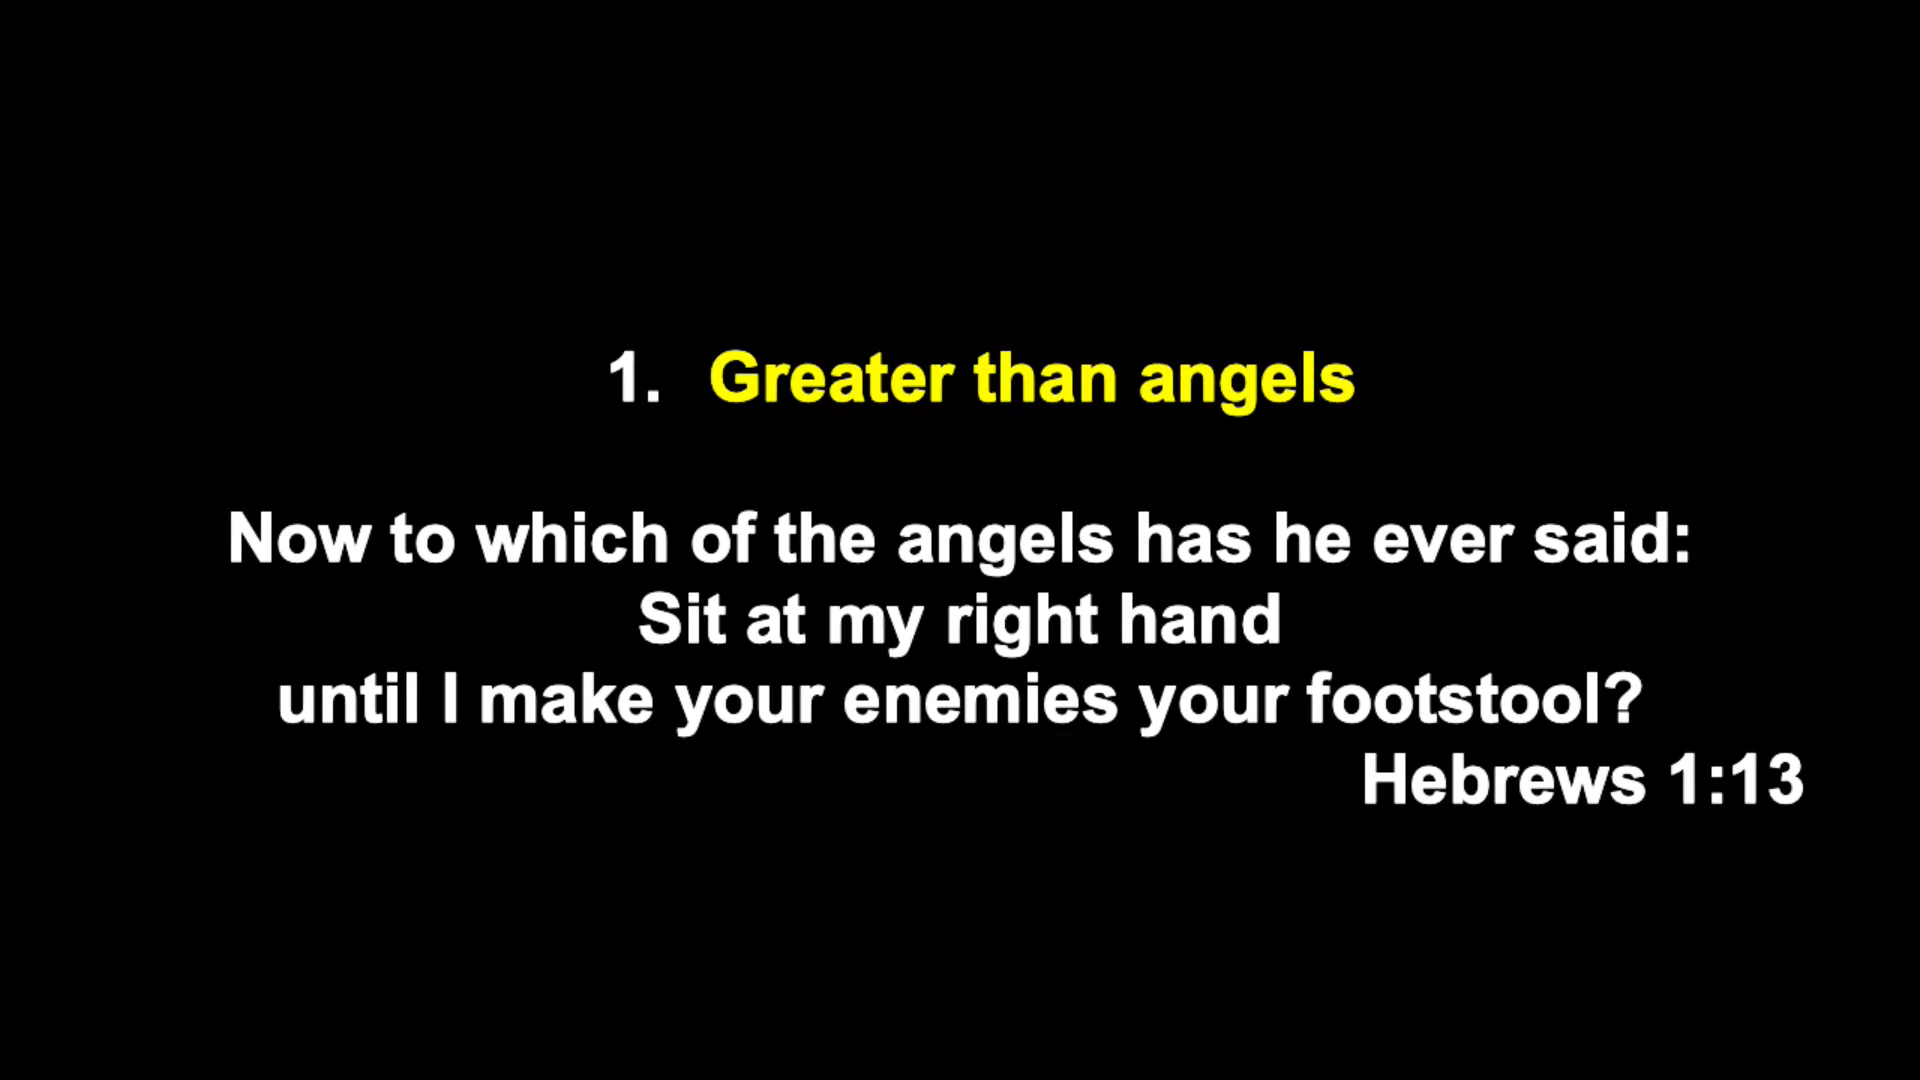 1. Greater than angels
Now to which of the angels has he ever said:
Sit at my right hand
until I make your enemies your footstool?
Hebrews 1:13